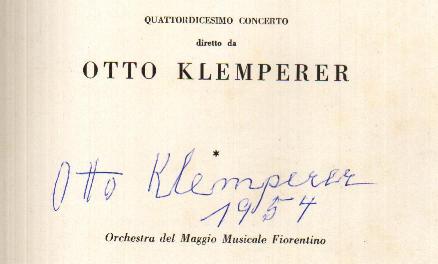 QUATTORDICESIMO CONCERTO
diretto da
OTTO KLEMPERER
*
Otto Klemperer
1954
Orchestra del Maggio Musicale Fiorentino